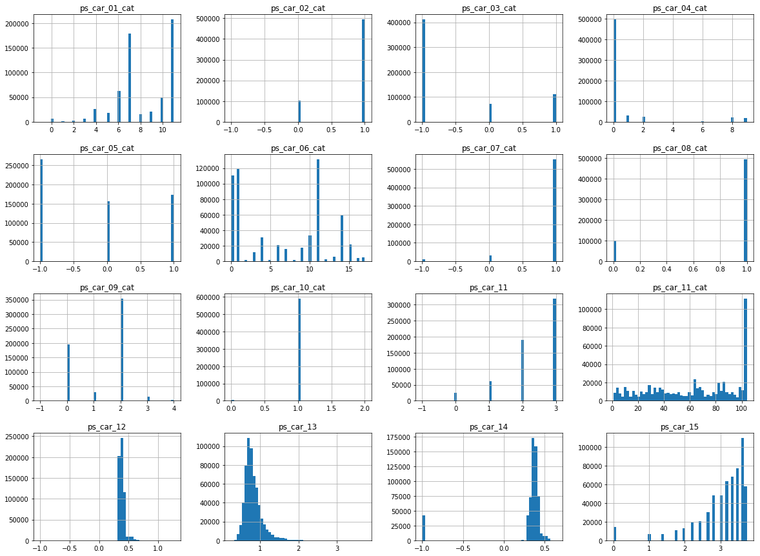 ps_car_01_cat ps_car_02_cat ps_car_03_cat ps_car_04_cat
200000 500000 400000 500000
150000 400000 300000 400000
100000 300000 200000 300000
50000 200000 100000 200000
100000 100000
0 0 0 0
0 2 4 6 8 10 −1.0 −0.5 0.0 0.5 1.0 −1.0 −0.5 0.0 0.5 1.0 0 2 4 6 8
ps_car_05_cat ps_car_06_cat ps_car_07_cat ps_car_08_cat
250000 120000 500000 500000
200000 100000 400000 400000
150000 80000 300000 300000
100000 60000 200000 200000
50000 40000 100000 100000
20000
0 0 0 0
−1.0 −0.5 0.0 0.5 1.0 0 5 10 15 −1.0 −0.5 0.0 0.5 1.0 0.0 0.2 0.4 0.6 0.8 1.0
ps_car_09_cat ps_car_10_cat ps_car_11 ps_car_11_cat
350000 600000 300000 100000
300000 500000 250000 80000
250000 400000 200000 60000
200000 300000 150000 40000
150000 200000 100000 20000
100000 100000 50000
50000
0 0 0 0
−1 0 1 2 3 4 0.0 0.5 1.0 1.5 2.0 −1 0 1 2 3 0 20 40 60 80 100
ps_car_12 ps_car_13 ps_car_14 ps_car_15
250000 100000 175000 100000
200000 80000 150000 80000
150000 60000 125000 60000
100000 40000 100000 40000
50000 20000 75000 20000
50000
25000
0 0 0 0
−1.0 −0.5 0.0 0.5 1.0 1 2 3 −1.0 −0.5 0.0 0.5 0 1 2 3